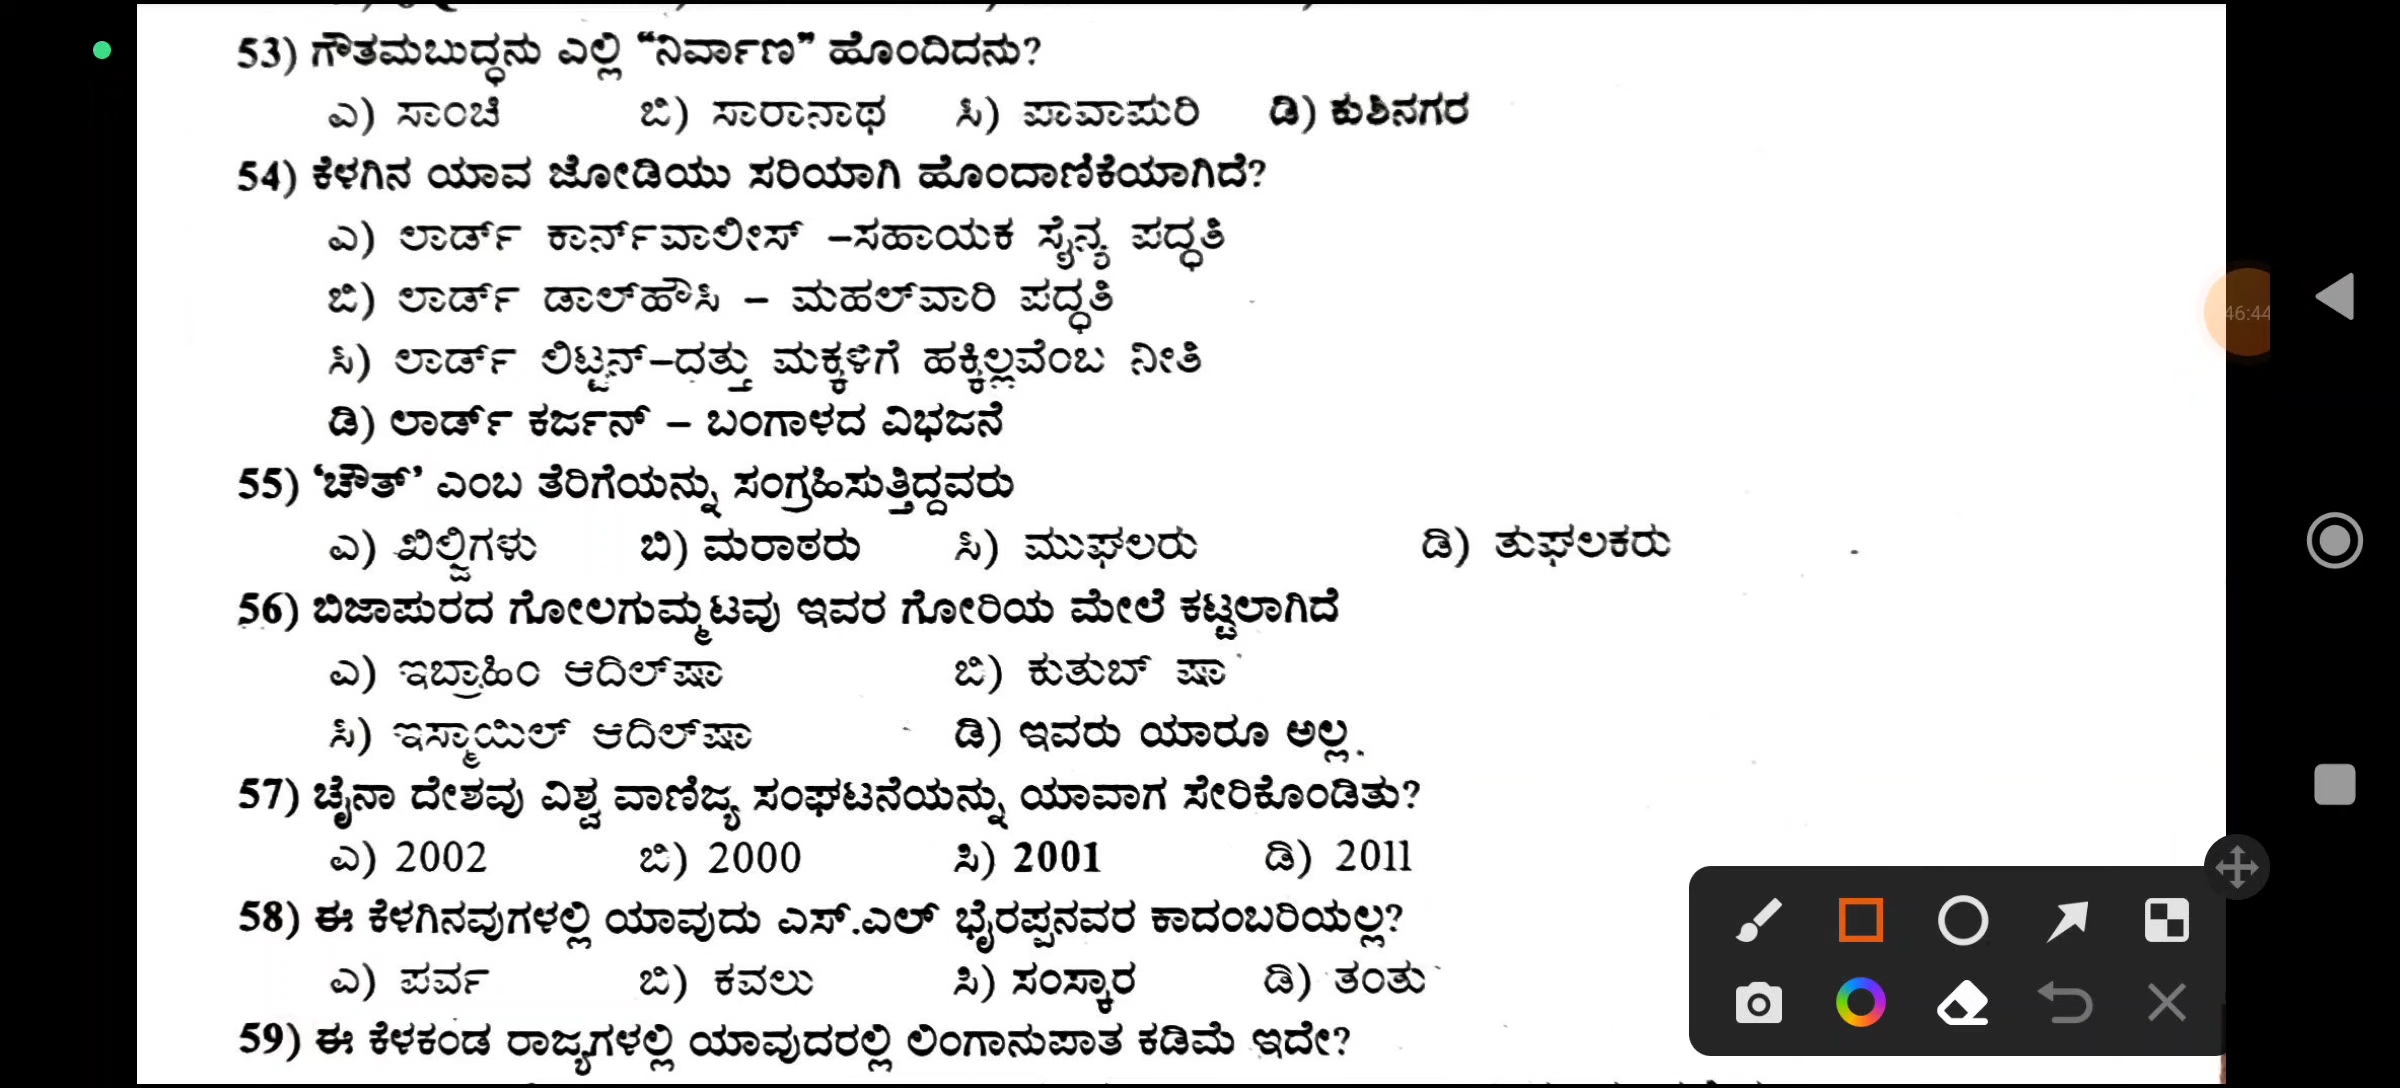 53) ಗೌತಮಬುದ್ಧನು ಎಲ್ಲಿ “ನಿರ್ವಾಣ” ಹೊಂದಿದನು?
ಎ) ಸಾಂಚಿ ಬಿ) ಸಾರಾನಾಥ ಸಿ) ಪಾವಾಪುರಿ ಡಿ) ಕುಶಿನಗರ
54) ಕೆಳಗಿನ ಯಾವ ಜೋಡಿಯು ಸರಿಯಾಗಿ ಹೊಂದಾಣಿಕೆಯಾಗಿದೆ?
ಎ) ಲಾರ್ಡ್ ಕಾರ್ನ್‌ವಾಲೀಸ್ –ಸಹಾಯಕ ಸೈನ್ಯ ಪದ್ಧತಿ
ಬಿ) ಲಾರ್ಡ್ ಡಾಲ್‌ಹೌಸಿ – ಮಹಲ್‌ವಾರಿ ಪದ್ಧತಿ
ಸಿ) ಲಾರ್ಡ್ ಲಿಟ್ಟನ್–ದತ್ತು ಮಕ್ಕಳಿಗೆ ಹಕ್ಕಿಲ್ಲವೆಂಬ ನೀತಿ
ಡಿ) ಲಾರ್ಡ್ ಕರ್ಜನ್ – ಬಂಗಾಳದ ವಿಭಜನೆ
55) ‘ಚೌತ್’ ಎಂಬ ತೆರಿಗೆಯನ್ನು ಸಂಗ್ರಹಿಸುತ್ತಿದ್ದವರು
ಎ) ಖಿಲ್ಜಿಗಳು ಬಿ) ಮರಾಠರು ಸಿ) ಮುಘಲರು ಡಿ) ತುಘಲಕರು
56) ಬಿಜಾಪುರದ ಗೋಲಗುಮ್ಮಟವು ಇವರ ಗೋರಿಯ ಮೇಲೆ ಕಟ್ಟಲಾಗಿದೆ
ಎ) ಇಬ್ರಾಹಿಂ ಆದಿಲ್‌ಷಾ ಬಿ) ಕುತುಬ್ ಷಾ
ಸಿ) ಇಸ್ಮಾಯಿಲ್ ಆದಿಲ್‌ಷಾ ಡಿ) ಇವರು ಯಾರೂ ಅಲ್ಲ.
57) ಚೈನಾ ದೇಶವು ವಿಶ್ವ ವಾಣಿಜ್ಯ ಸಂಘಟನೆಯನ್ನು ಯಾವಾಗ ಸೇರಿಕೊಂಡಿತು?
ಎ) 2002 ಬಿ) 2000 ಸಿ) 2001 ಡಿ) 2011
58) ಈ ಕೆಳಗಿನವುಗಳಲ್ಲಿ ಯಾವುದು ಎಸ್.ಎಲ್ ಭೈರಪ್ಪನವರ ಕಾದಂಬರಿಯಲ್ಲ?
ಎ) ಪರ್ವ ಬಿ) ಕವಲು ಸಿ) ಸಂಸ್ಕಾರ ಡಿ) ತಂತು
59) ಈ ಕೆಳಕಂಡ ರಾಜ್ಯಗಳಲ್ಲಿ ಯಾವುದರಲ್ಲಿ ಲಿಂಗಾನುಪಾತ ಕಡಿಮೆ ಇದೇ?
46:44